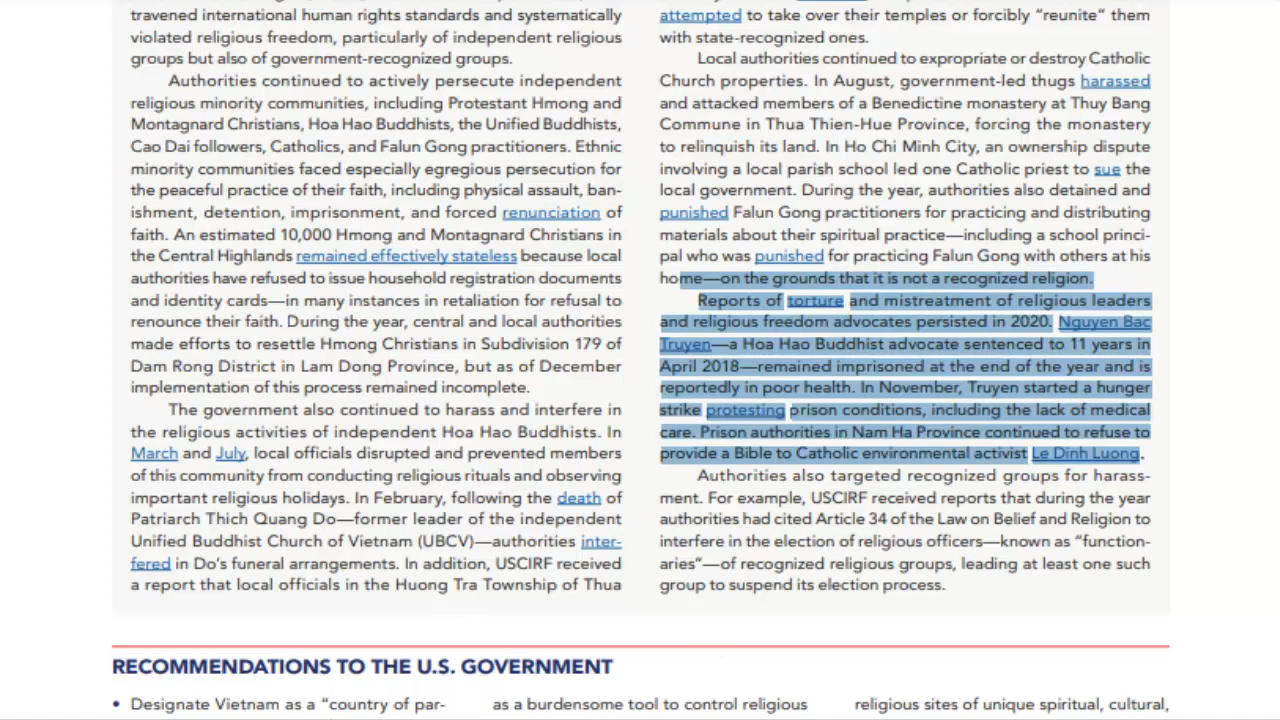 travened international human rights standards and systematically
violated religious freedom, particularly of independent religious
groups but also of government-recognized groups.
Authorities continued to actively persecute independent
religious minority communities, including Protestant Hmong and
Montagnard Christians, Hoa Hao Buddhists, the Unified Buddhists,
Cao Dai followers, Catholics, and Falun Gong practitioners. Ethnic
minority communities faced especially egregious persecution for
the peaceful practice of their faith, including physical assault, ban-
ishment, detention, imprisonment, and forced renunciation of
faith. An estimated 10,000 Hmong and Montagnard Christians in
the Central Highlands remained effectively stateless because local
authorities have refused to issue household registration documents
and identity cards—in many instances in retaliation for refusal to
renounce their faith. During the year, central and local authorities
made efforts to resettle Hmong Christians in Subdivision 179 of
Dam Rong District in Lam Dong Province, but as of December
implementation of this process remained incomplete.
The government also continued to harass and interfere in
the religious activities of independent Hoa Hao Buddhists. In
March and July, local officials disrupted and prevented members
of this community from conducting religious rituals and observing
important religious holidays. In February, following the death of
Patriarch Thich Quang Do—former leader of the independent
Unified Buddhist Church of Vietnam (UBCV)—authorities inter-
fered in Do's funeral arrangements. In addition, USCIRF received
a report that local officials in the Huong Tra Township of Thua
attempted to take over their temples or forcibly "reunite" them
with state-recognized ones.
Local authorities continued to expropriate or destroy Catholic
Church properties. In August, government-led thugs harassed
and attacked members of a Benedictine monastery at Thuy Bang
Commune in Thua Thien-Hue Province, forcing the monastery
to relinquish its land. In Ho Chi Minh City, an ownership dispute
involving a local parish school led one Catholic priest to sue the
local government. During the year, authorities also detained and
punished Falun Gong practitioners for practicing and distributing
materials about their spiritual practice—including a school princi-
pal who was punished for practicing Falun Gong with others at his
home—on the grounds that it is not a recognized religion.
Reports of torture and mistreatment of religious leaders
and religious freedom advocates persisted in 2020. Nguyen Bac
Truyen—a Hoa Hao Buddhist advocate sentenced to 11 years in
April 2018—remained imprisoned at the end of the year and is
reportedly in poor health. In November, Truyen started a hunger
strike protesting prison conditions, including the lack of medical
care. Prison authorities in Nam Ha Province continued to refuse to
provide a Bible to Catholic environmental activist Le Dinh Luong.
Authorities also targeted recognized groups for harass-
ment. For example, USCIRF received reports that during the year
authorities had cited Article 34 of the Law on Belief and Religion to
interfere in the election of religious officers—known as "function-
aries"—of recognized religious groups, leading at least one such
group to suspend its election process.
RECOMMENDATIONS TO THE U.S. GOVERNMENT
• Designate Vietnam as a "country of par-
as a burdensome tool to control religious
religious sites of unique spiritual, cultural,